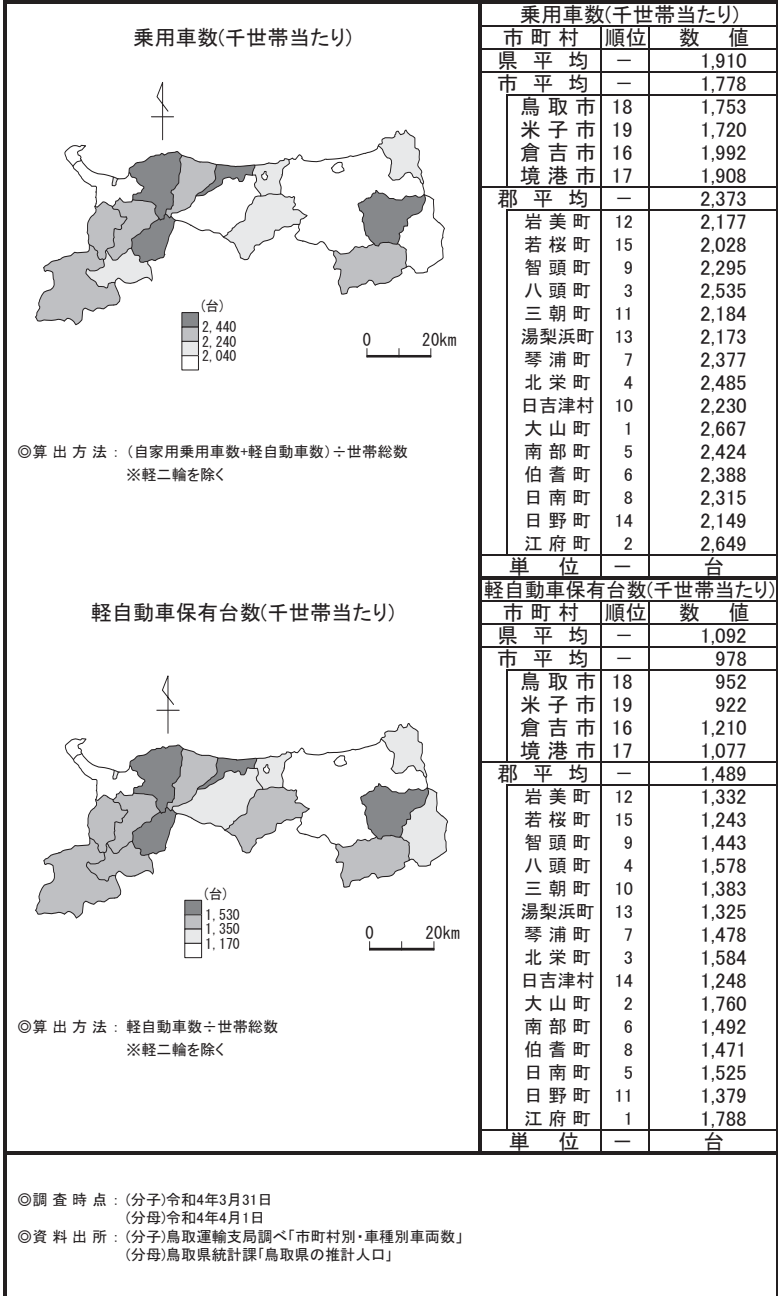 乗用車数(千世帯当たり)
(台)
2,440
2,240
2,040
0 20km
◎算出方法：(自家用乗用車数+軽自動車数)÷世帯総数
※軽二輪を除く
乗用車数(千世帯当たり)
市町村 順位 数値
県平均 － 1,910
市平均 － 1,778
鳥取市 18 1,753
米子市 19 1,720
倉吉市 16 1,992
境港市 17 1,908
郡平均 － 2,373
岩美町 12 2,177
若桜町 15 2,028
智頭町 9 2,295
八頭町 3 2,535
三朝町 11 2,184
湯梨浜町 13 2,173
琴浦町 7 2,377
北栄町 4 2,485
日吉津村 10 2,230
大山町 1 2,667
南部町 5 2,424
伯耆町 6 2,388
日南町 8 2,315
日野町 14 2,149
江府町 2 2,649
単位 － 台
軽自動車保有台数(千世帯当たり)
(台)
1,530
1,350
1,170
0 20km
◎算出方法：軽自動車数÷世帯総数
※軽二輪を除く
軽自動車保有台数(千世帯当たり)
市町村 順位 数値
県平均 － 1,092
市平均 － 978
鳥取市 18 952
米子市 19 922
倉吉市 16 1,210
境港市 17 1,077
郡平均 － 1,489
岩美町 12 1,332
若桜町 15 1,243
智頭町 9 1,443
八頭町 4 1,578
三朝町 10 1,383
湯梨浜町 13 1,325
琴浦町 7 1,478
北栄町 3 1,584
日吉津村 14 1,248
大山町 2 1,760
南部町 6 1,492
伯耆町 8 1,471
日南町 5 1,525
日野町 11 1,379
江府町 1 1,788
単位 － 台
◎調査時点：(分子)令和4年3月31日
(分母)令和4年4月1日
◎資料出所：(分子)鳥取運輸支局調べ「市町村別・車種別車両数」
(分母)鳥取県統計課「鳥取県の推計人口」